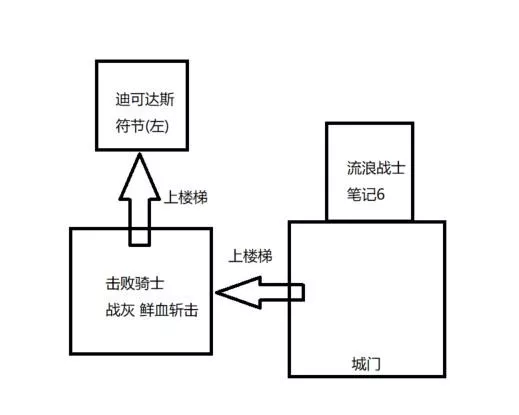 迪可达斯
符节(左)
上楼梯
流浪战士
笔记6
击败骑士
战灰 鲜血斩击
上楼梯
城门